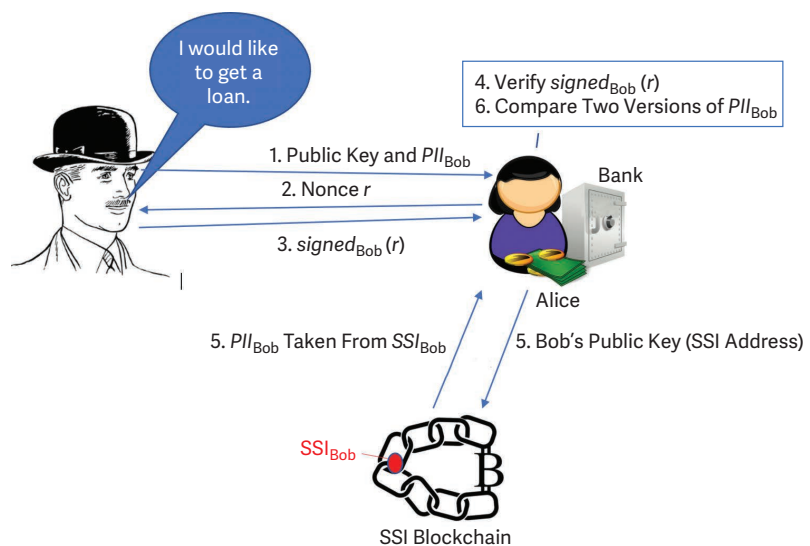 I would like
to get a
loan.
4. Verify signedBob (r)
6. Compare Two Versions of PIIBob
1. Public Key and PIIBob
2. Nonce r
3. signedBob (r)
Bank
Alice
5. PIIBob Taken From SSIBob
5. Bob's Public Key (SSI Address)
SSIBob
B
SSI Blockchain